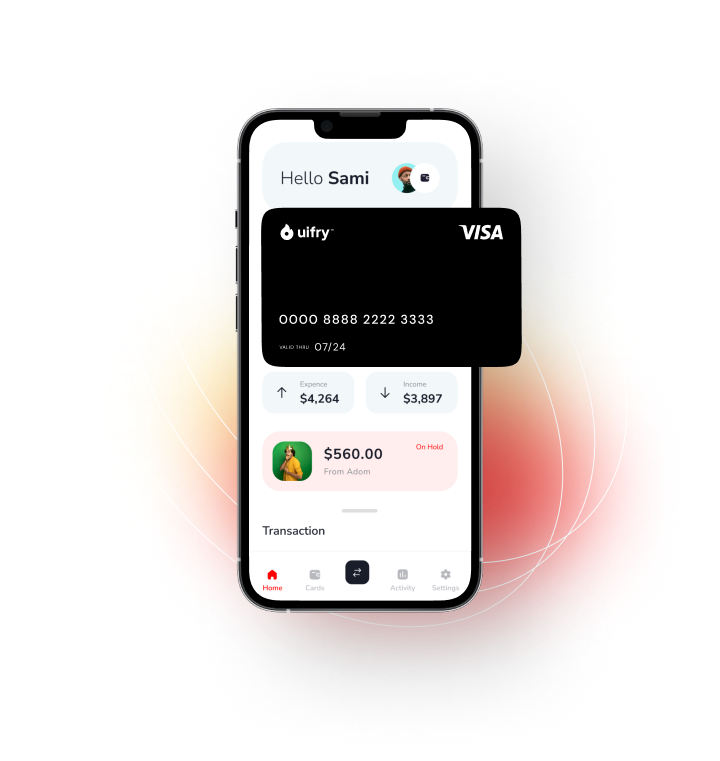 Hello Sami
uifry™
VISA
0000 8888 2222 3333
VALID THRU 07/24
Expence
$4,264
Income
$3,897
$560.00
On Hold
From Adom
Transaction
Home
Cards
Activity
Settings